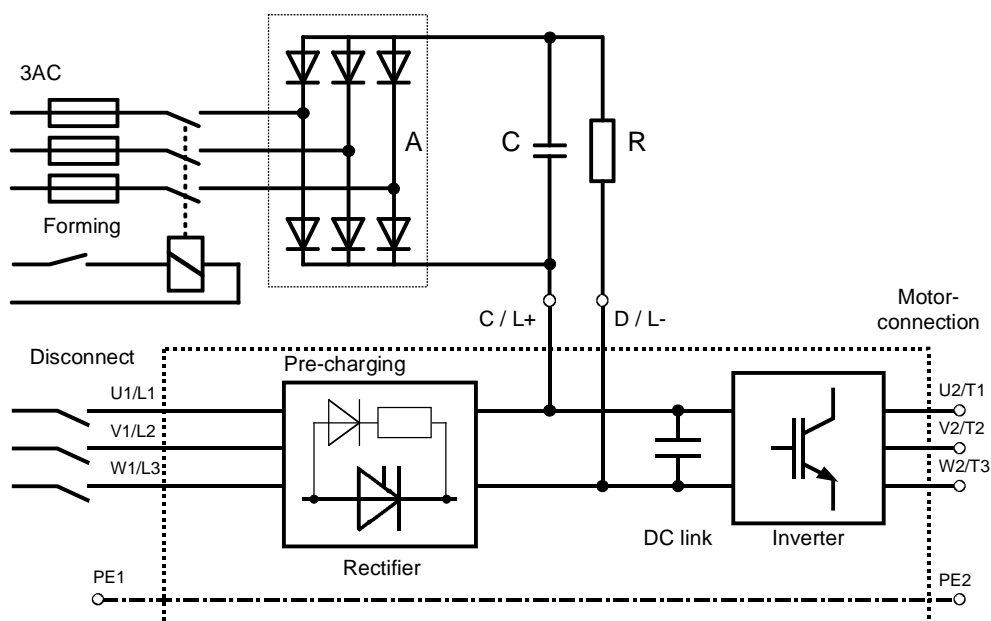 3AC
A
C
R
Forming
C / L+
D / L-
Motor-
connection
Disconnect
Pre-charging
U1/L1
U2/T1
V1/L2
V2/T2
W1/L3
W2/T3
DC link
Inverter
Rectifier
PE1
PE2